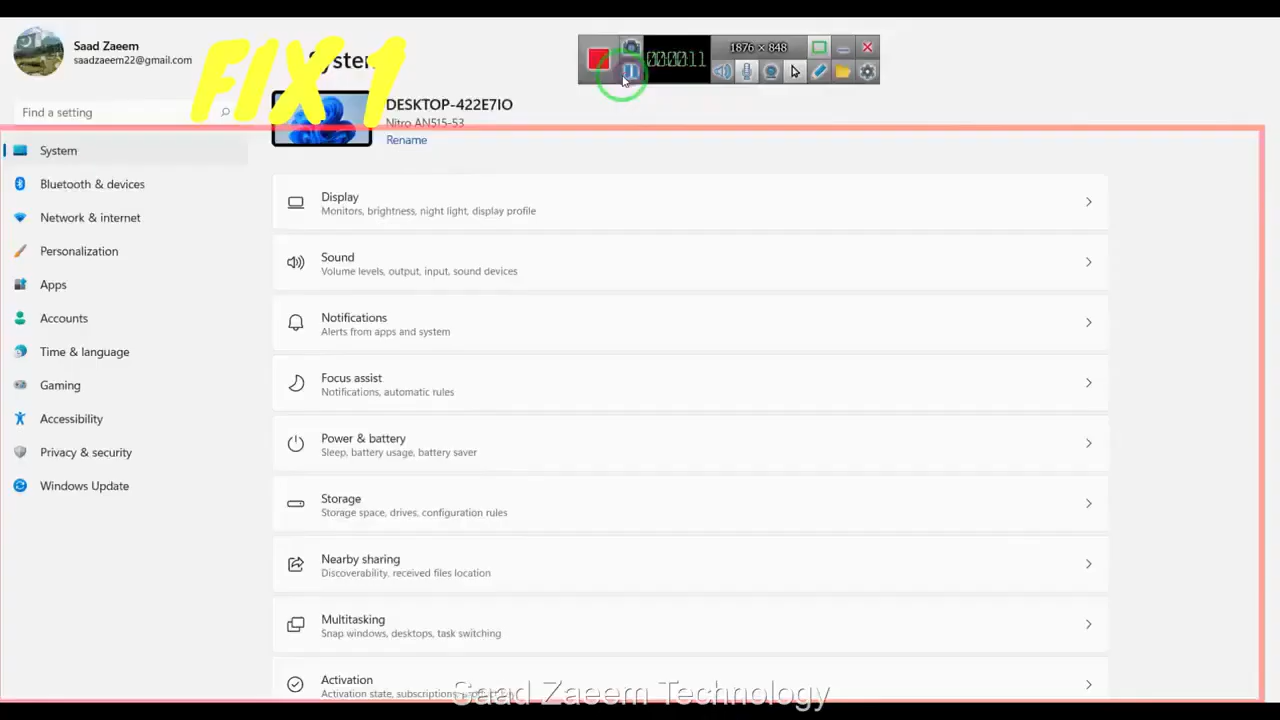 Saad Zaeem
saadzaeem22@gmail.com
FIX 1
System
000011
1876 × 848
Find a setting
DESKTOP-422E7IO
Nitro AN515-53
Rename
System
Bluetooth & devices
Network & internet
Personalization
Apps
Accounts
Time & language
Gaming
Accessibility
Privacy & security
Windows Update
Display
Monitors, brightness, night light, display profile
Sound
Volume levels, output, input, sound devices
Notifications
Alerts from apps and system
Focus assist
Notifications, automatic rules
Power & battery
Sleep, battery usage, battery saver
Storage
Storage space, drives, configuration rules
Nearby sharing
Discoverability, received files location
Multitasking
Snap windows, desktops, task switching
Activation
Activation state, subscriptions,
Saad Zaeem Technology